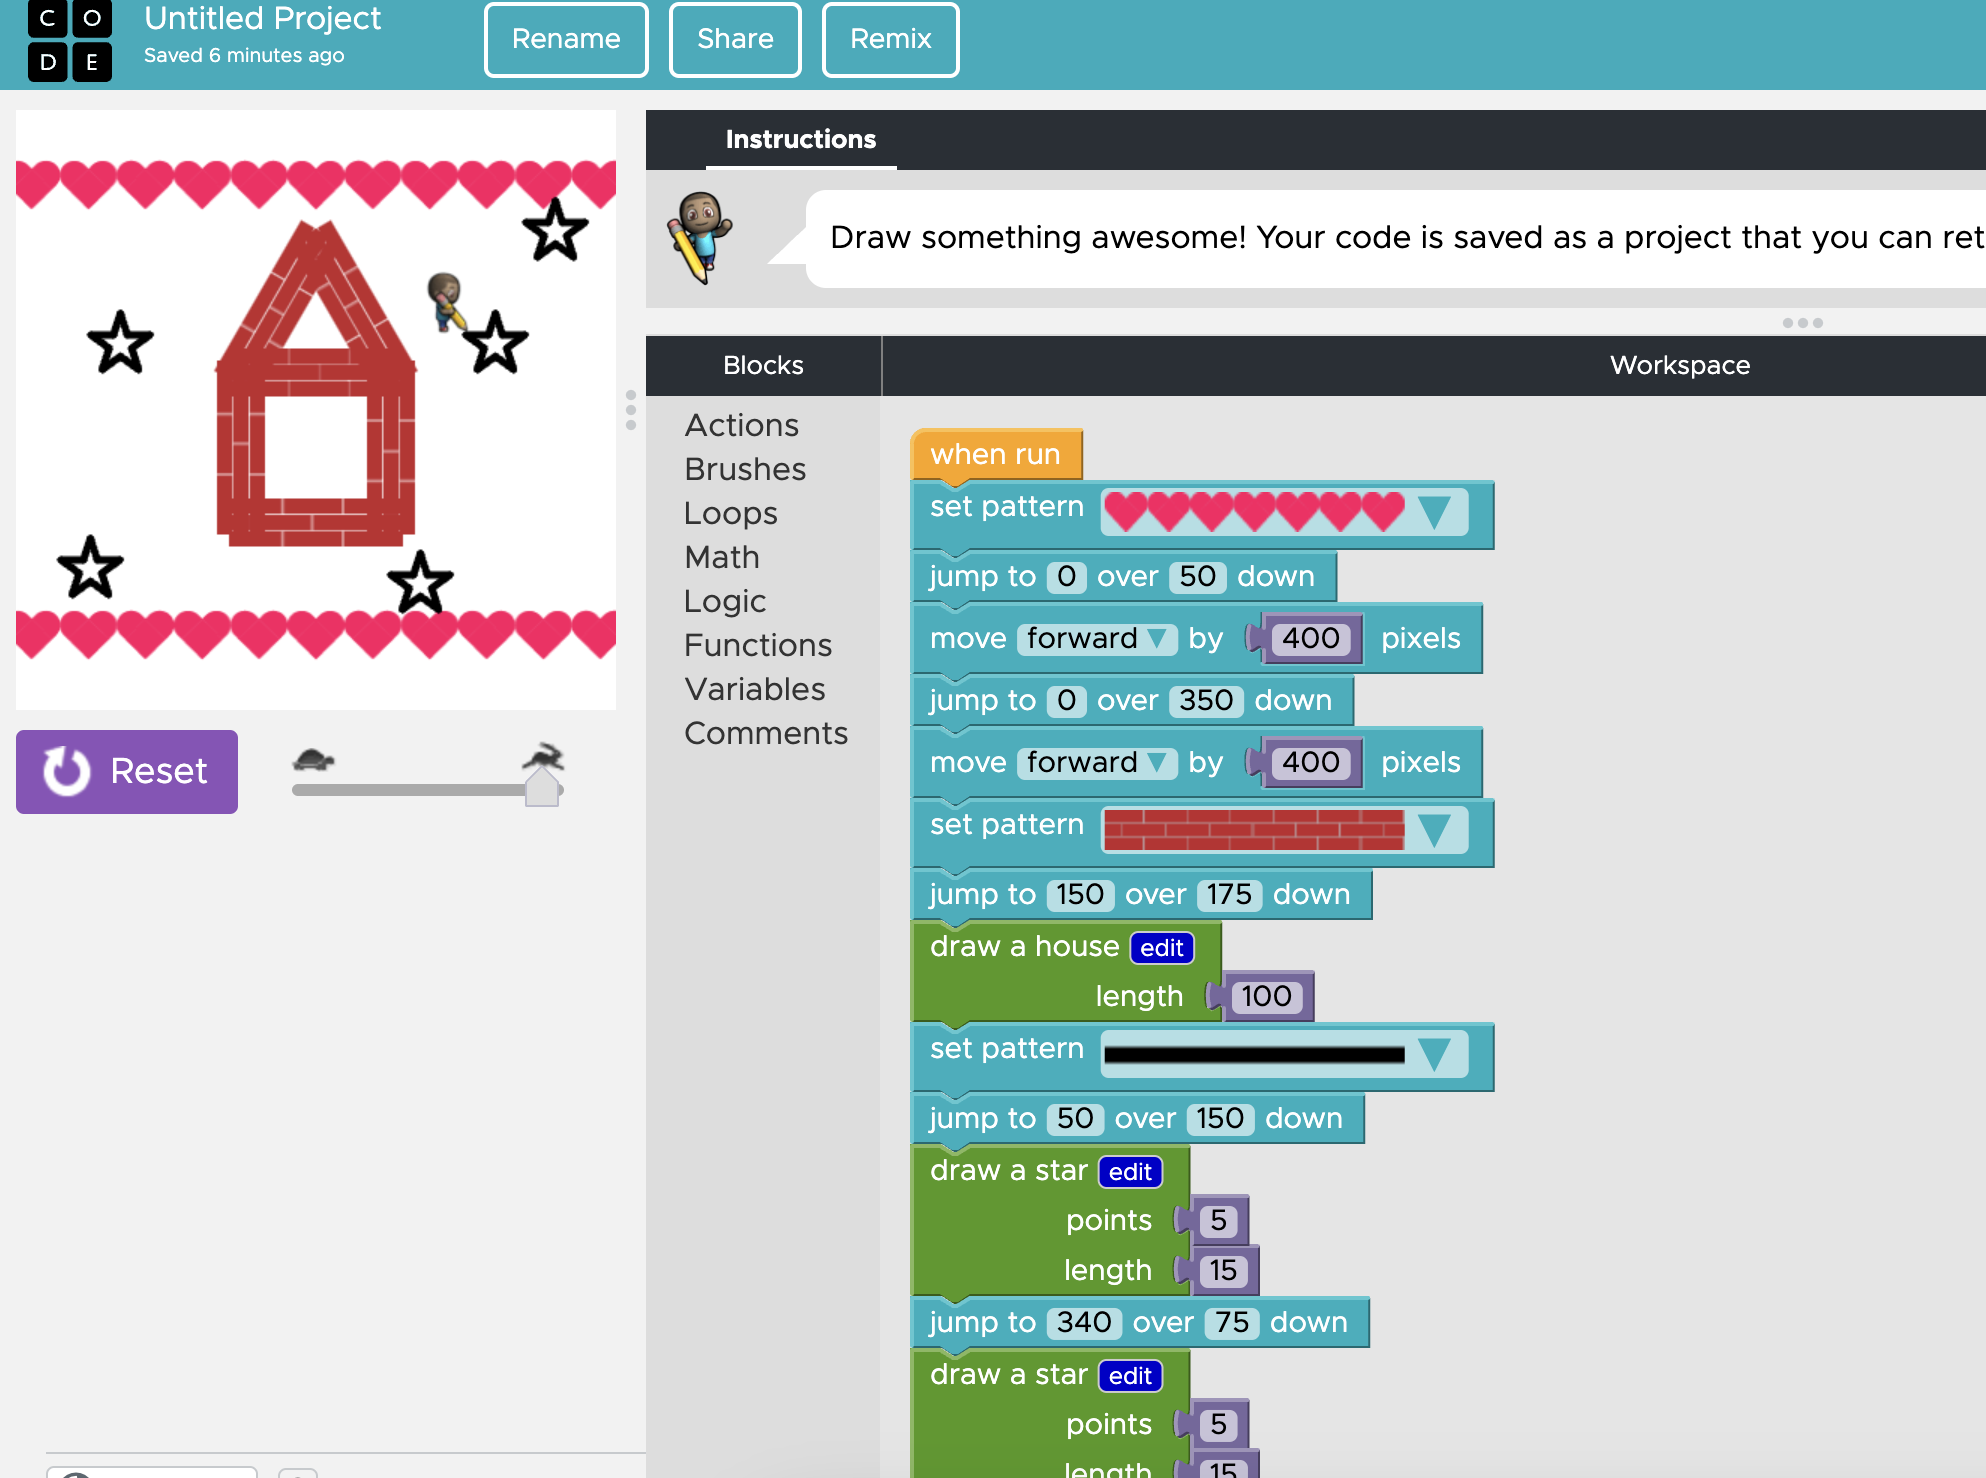 CO
DE
Untitled Project
Saved 6 minutes ago
Rename
Share
Remix
Instructions
Draw something awesome! Your code is saved as a project that you can ret
Reset
Blocks
Workspace
Actions
Brushes
Loops
Math
Logic
Functions
Variables
Comments
when run
set pattern
jump to 0 over 50 down
move forward by 400 pixels
jump to 0 over 350 down
move forward by 400 pixels
set pattern
jump to 150 over 175 down
draw a house edit
length 100
set pattern
jump to 50 over 150 down
draw a star edit
points 5
length 15
jump to 340 over 75 down
draw a star edit
points 5
length 15